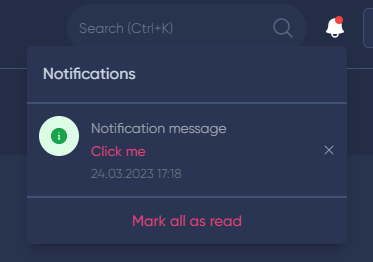 Search (Ctrl+K)
Notifications
Notification message
Click me
24.03.2023 17:18
Mark all as read